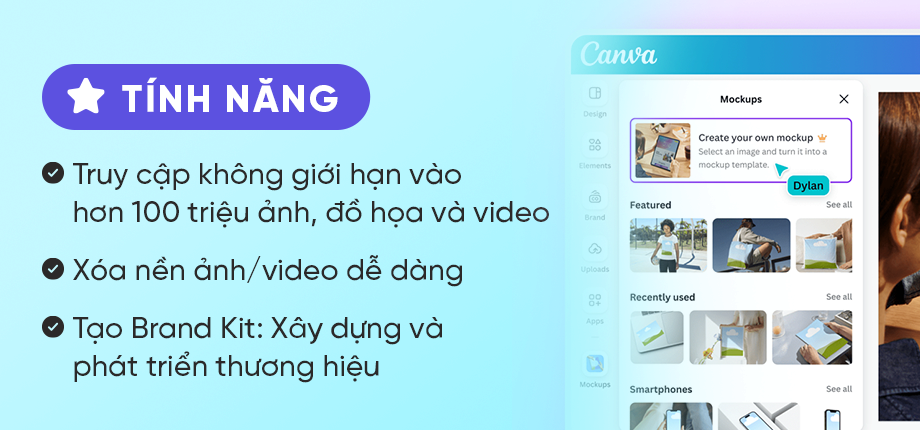 TÍNH NĂNG
Truy cập không giới hạn vào
hơn 100 triệu ảnh, đồ họa và video
Xóa nền ảnh/video dễ dàng
Tạo Brand Kit: Xây dựng và
phát triển thương hiệu
Canva
Design
Elements
Brand
Uploads
Apps
Mockups
Mockups
Create your own mockup
Select an image and turn it into a
mockup template.
Dylan
Featured See all
Recently used See all
Smartphones See all